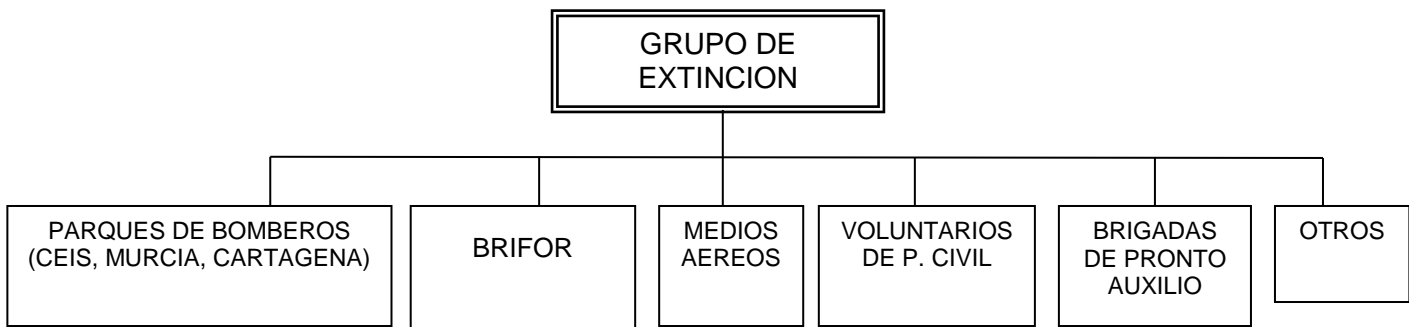 GRUPO DE
EXTINCION
PARQUES DE BOMBEROS
(CEIS, MURCIA, CARTAGENA)
BRIFOR
MEDIOS
AEREOS
VOLUNTARIOS
DE P. CIVIL
BRIGADAS
DE PRONTO
AUXILIO
OTROS